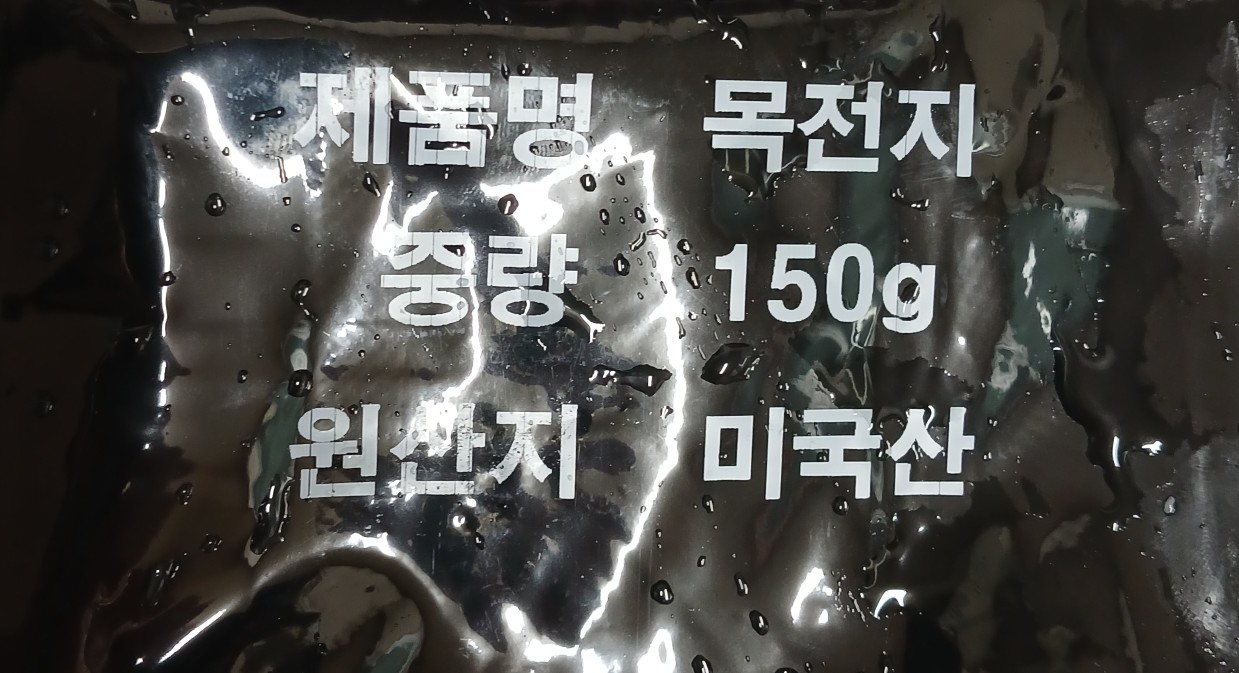 제품명 목전지
중량 150g
원산지 미국산